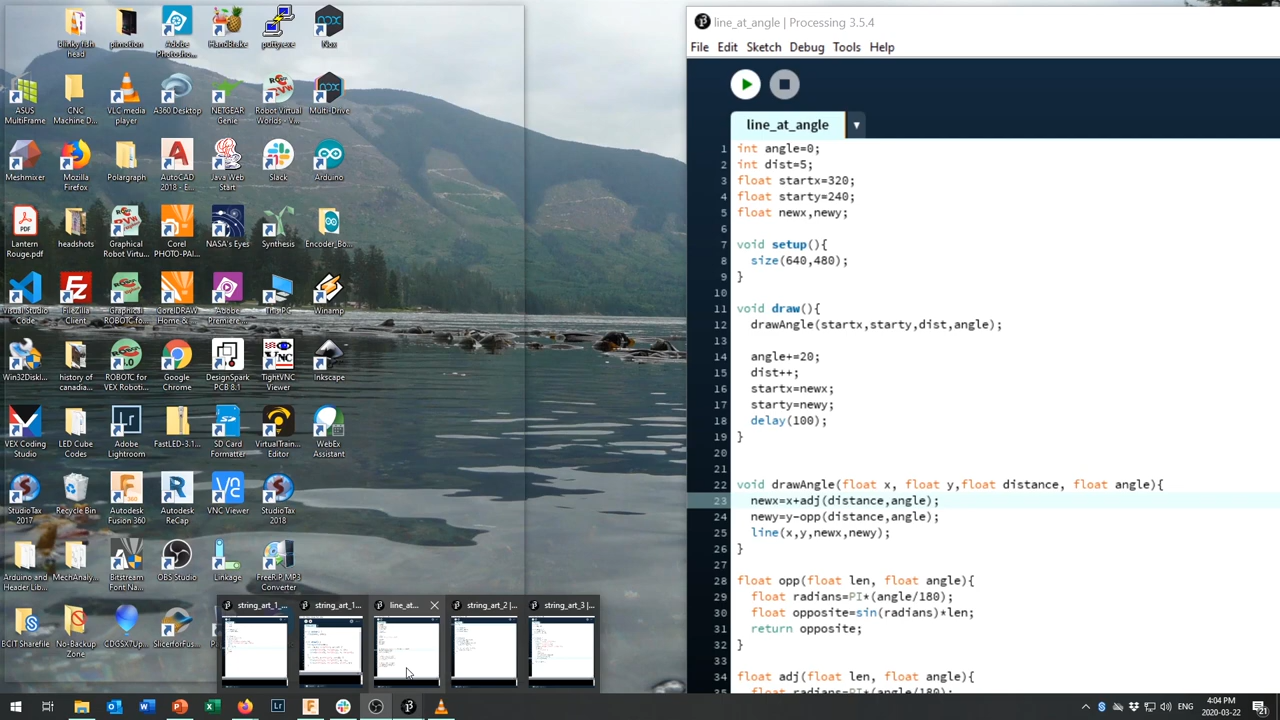 Blinky fish head
pimotion
Adobe Photosho...
HandBrake
putty.exe
Nox
ASUS MultiFrame
CNC Machine D...
VLC media player
A360 Desktop
NETGEAR Genie
Robot Virtual Worlds - V...
Multi-Drive
Meshmixer
Mozilla Firefox
Polargraph
AutoCAD 2018 - E...
Java Web Start
Slack
Arduino
Lantern Rouge.pdf
headshots
Graphical Robot Virtu...
Corel PHOTO-PAI...
NASA's Eyes
Synthesis
Encoder_Bo...
Visual Studio Code
FileZilla Client
Graphical ROBOTC fo...
CorelDRAW Home & ...
Adobe Premiere...
This PC
Winamp
Win32Diskl...
history of canada...
ROBOTC for VEX Roboti...
Google Chrome
DesignSpark PCB 8.1
TightVNC Viewer
Inkscape
VEX Coding Studio
LED Cube Codes
Adobe Lightroom
FastLED-3.1...
SD Card Formatter
VirtualTrain... Editor
WebEx Assistant
StudioTax 2017
Recycle Bin
Autodesk Fusion 360
Autodesk ReCap
VNC Viewer
StudioTax 2018
Arduino and Header Lib...
MechAnaly...
Bitstream Font Na...
OBS Studio
Linkage
FreeRIP MP3 Converter
No Backup Zone
string_art_1_...
string_art_1...
line_at...
string_art_2 |...
string_art_3 |...
line_at_angle | Processing 3.5.4
File Edit Sketch Debug Tools Help
line_at_angle
1 int angle=0;
2 int dist=5;
3 float startx=320;
4 float starty=240;
5 float newx,newy;
6
7 void setup(){
8 size(640,480);
9 }
10
11 void draw(){
12 drawAngle(startx,starty,dist,angle);
13
14 angle+=20;
15 dist++;
16 startx=newx;
17 starty=newy;
18 delay(100);
19 }
20
21
22 void drawAngle(float x, float y,float distance, float angle){
23 newx=x+adj(distance,angle);
24 newy=y-opp(distance,angle);
25 line(x,y,newx,newy);
26 }
27
28 float opp(float len, float angle){
29 float radians=PI*(angle/180);
30 float opposite=sin(radians)*len;
31 return opposite;
32 }
33
34 float adj(float len, float angle){
35 float radians=PI*(angle/180);
ENG
4:04 PM
2020-03-22
21